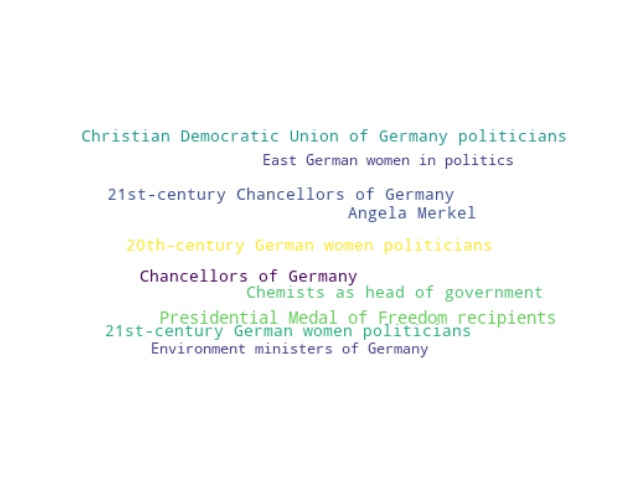 Christian Democratic Union of Germany politicians
East German women in politics
21st-century Chancellors of Germany
Angela Merkel
20th-century German women politicians
Chancellors of Germany
Chemists as head of government
Presidential Medal of Freedom recipients
21st-century German women politicians
Environment ministers of Germany